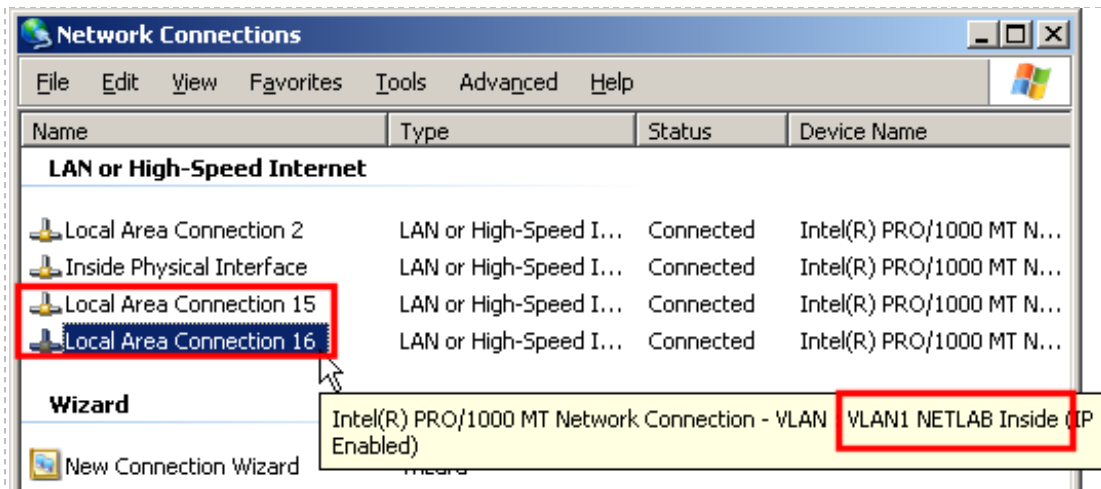 Network Connections
File Edit View Favorites Tools Advanced Help
Name Type Status Device Name
LAN or High-Speed Internet
Local Area Connection 2 LAN or High-Speed I... Connected Intel(R) PRO/1000 MT N...
Inside Physical Interface LAN or High-Speed I... Connected Intel(R) PRO/1000 MT N...
Local Area Connection 15 LAN or High-Speed I... Connected Intel(R) PRO/1000 MT N...
Local Area Connection 16 LAN or High-Speed I... Connected Intel(R) PRO/1000 MT N...
Wizard
Intel(R) PRO/1000 MT Network Connection - VLAN : VLAN1 NETLAB Inside (IP
Enabled)
New Connection Wizard